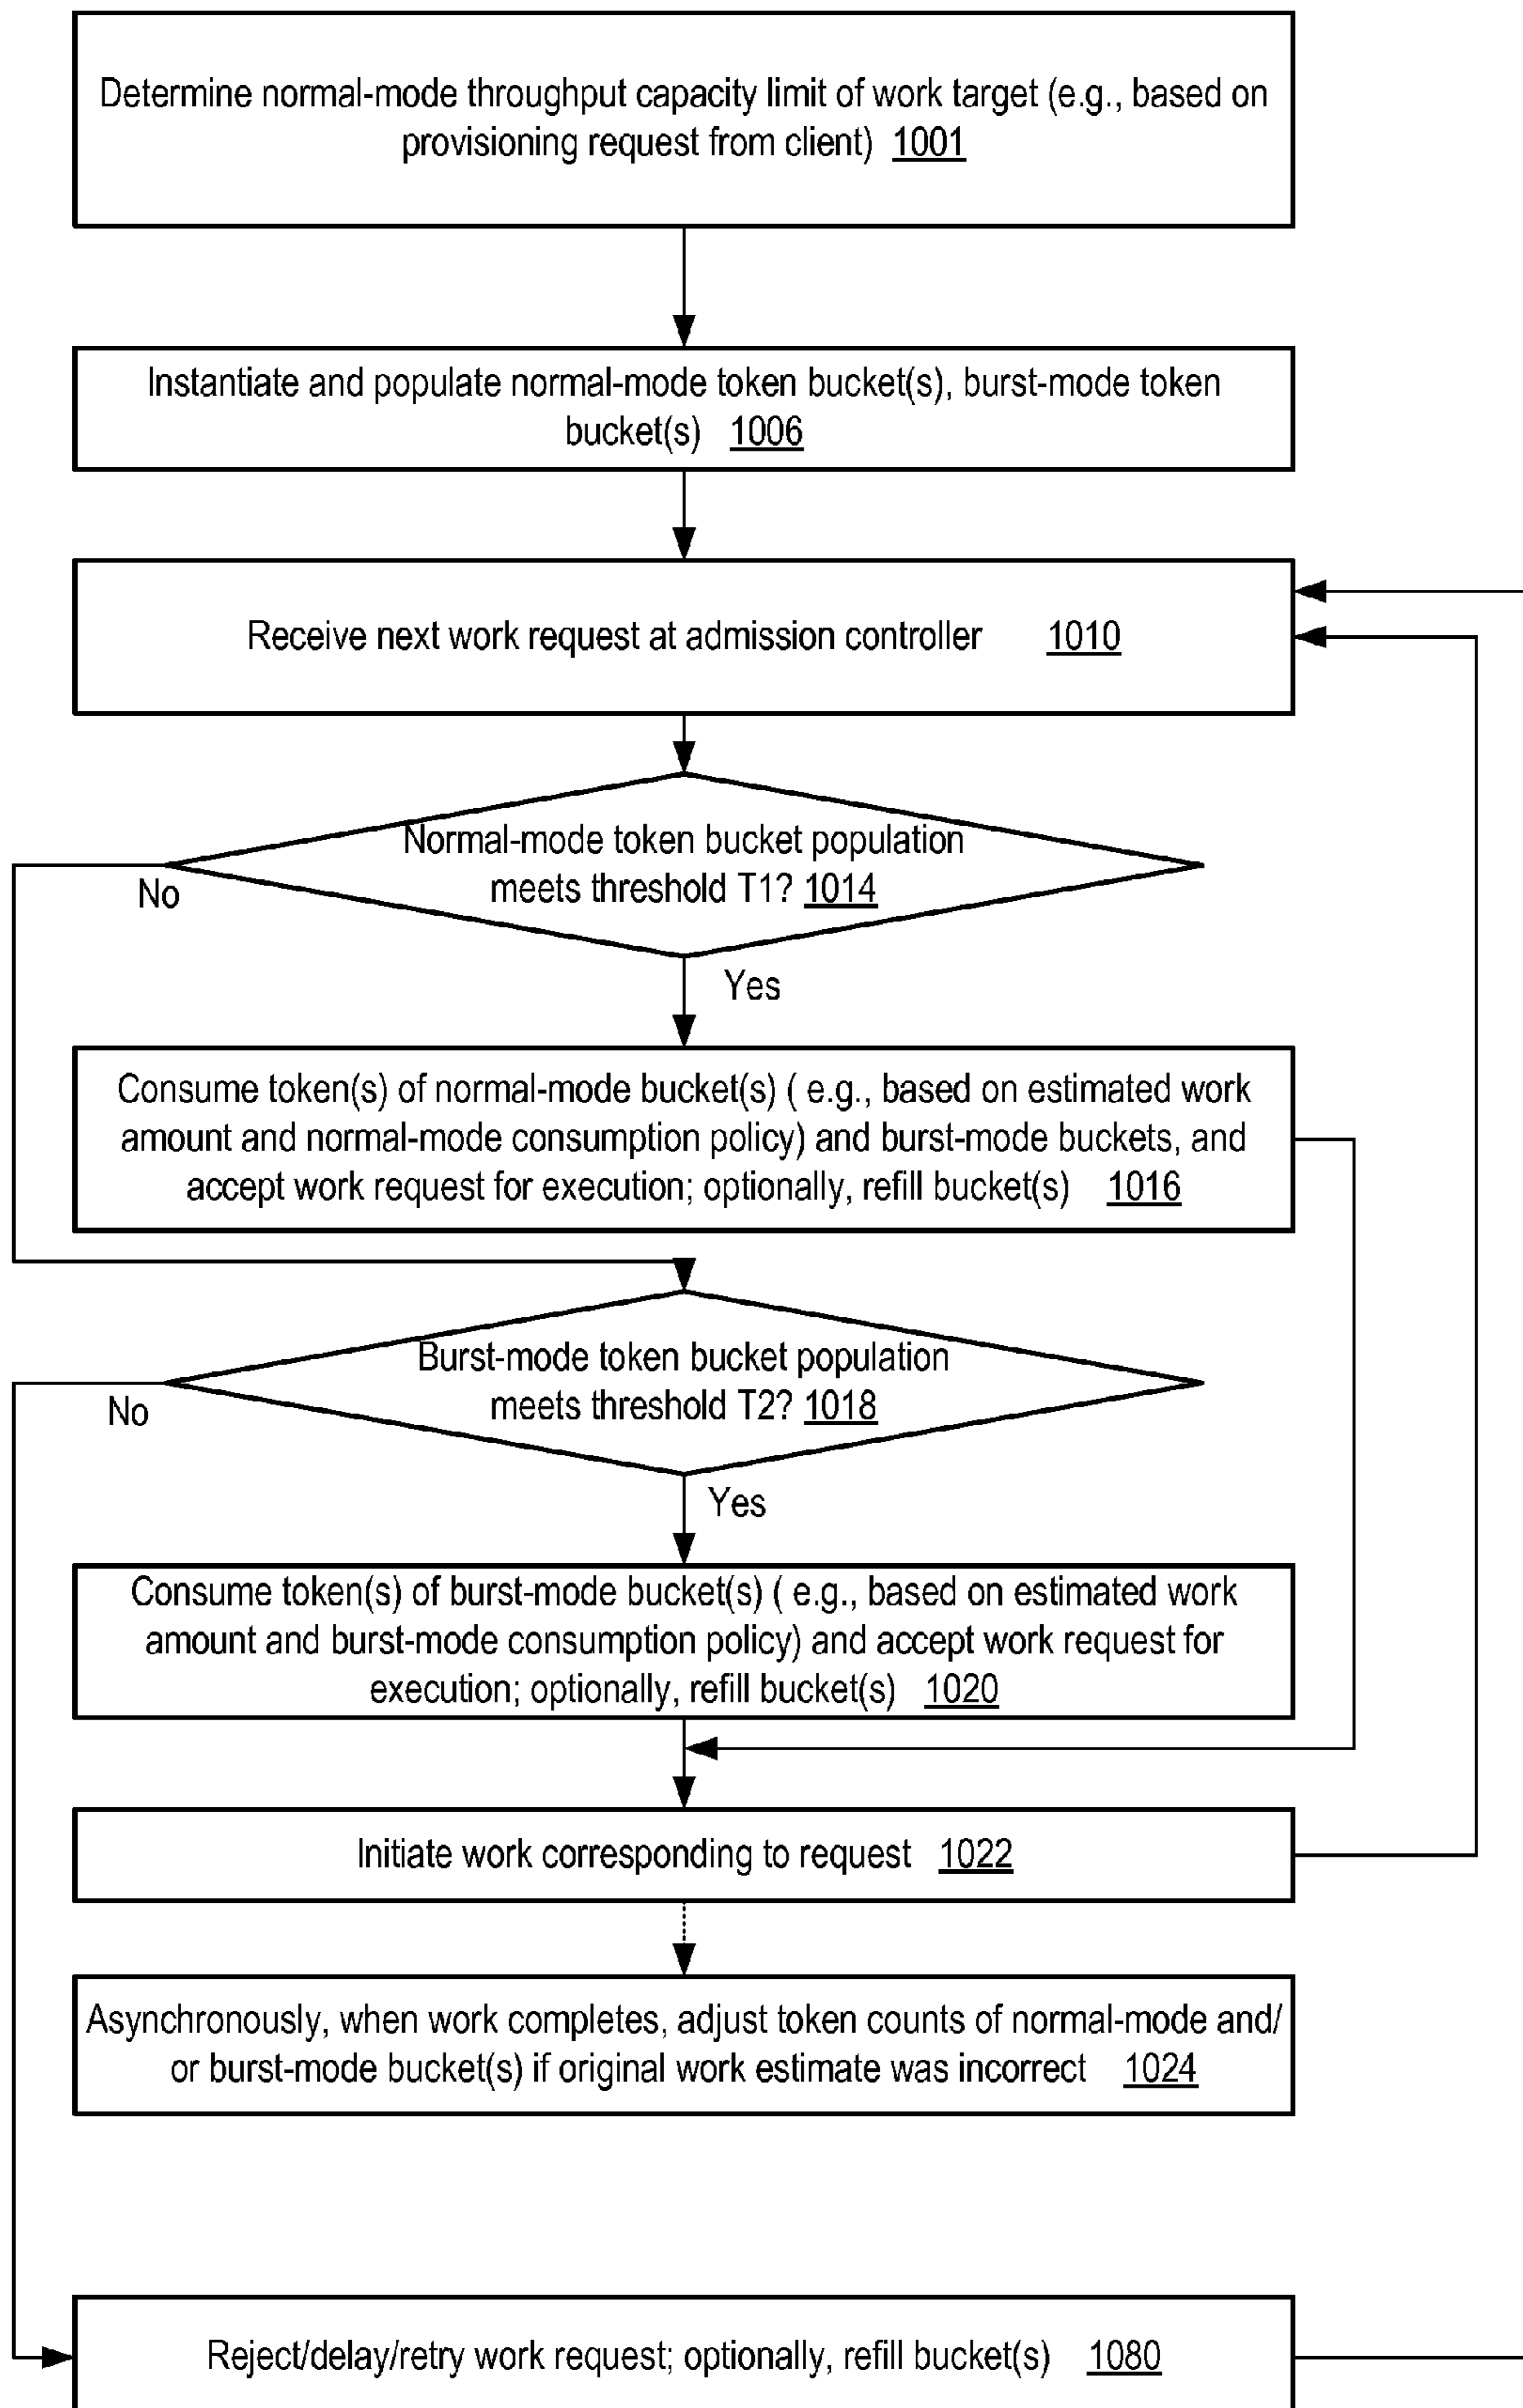 Determine normal-mode throughput capacity limit of work target (e.g., based on
provisioning request from client) 1001
Instantiate and populate normal-mode token bucket(s), burst-mode token
bucket(s) 1006
Receive next work request at admission controller 1010
Normal-mode token bucket population
meets threshold T1? 1014
No
Yes
Consume token(s) of normal-mode bucket(s) ( e.g., based on estimated work
amount and normal-mode consumption policy) and burst-mode buckets, and
accept work request for execution; optionally, refill bucket(s) 1016
Burst-mode token bucket population
meets threshold T2? 1018
No
Yes
Consume token(s) of burst-mode bucket(s) ( e.g., based on estimated work
amount and burst-mode consumption policy) and accept work request for
execution; optionally, refill bucket(s) 1020
Initiate work corresponding to request 1022
Asynchronously, when work completes, adjust token counts of normal-mode and/
or burst-mode bucket(s) if original work estimate was incorrect 1024
Reject/delay/retry work request; optionally, refill bucket(s) 1080